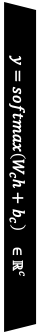 y = softmax(W_c h + b_c) ∈ ℝ^c